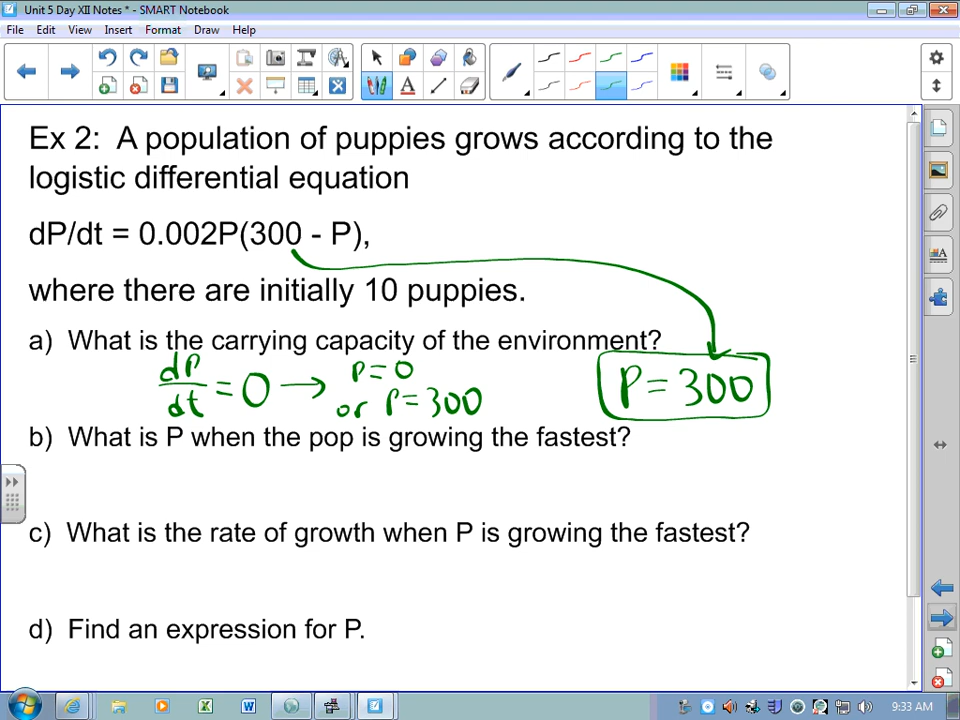 Unit 5 Day XII Notes * - SMART Notebook
File Edit View Insert Format Draw Help
Ex 2: A population of puppies grows according to the
logistic differential equation
dP/dt = 0.002P(300 - P),
where there are initially 10 puppies.
a) What is the carrying capacity of the environment?
dP/dt = 0 → P = 0
or P = 300
P = 300
b) What is P when the pop is growing the fastest?
c) What is the rate of growth when P is growing the fastest?
d) Find an expression for P.
9:33 AM